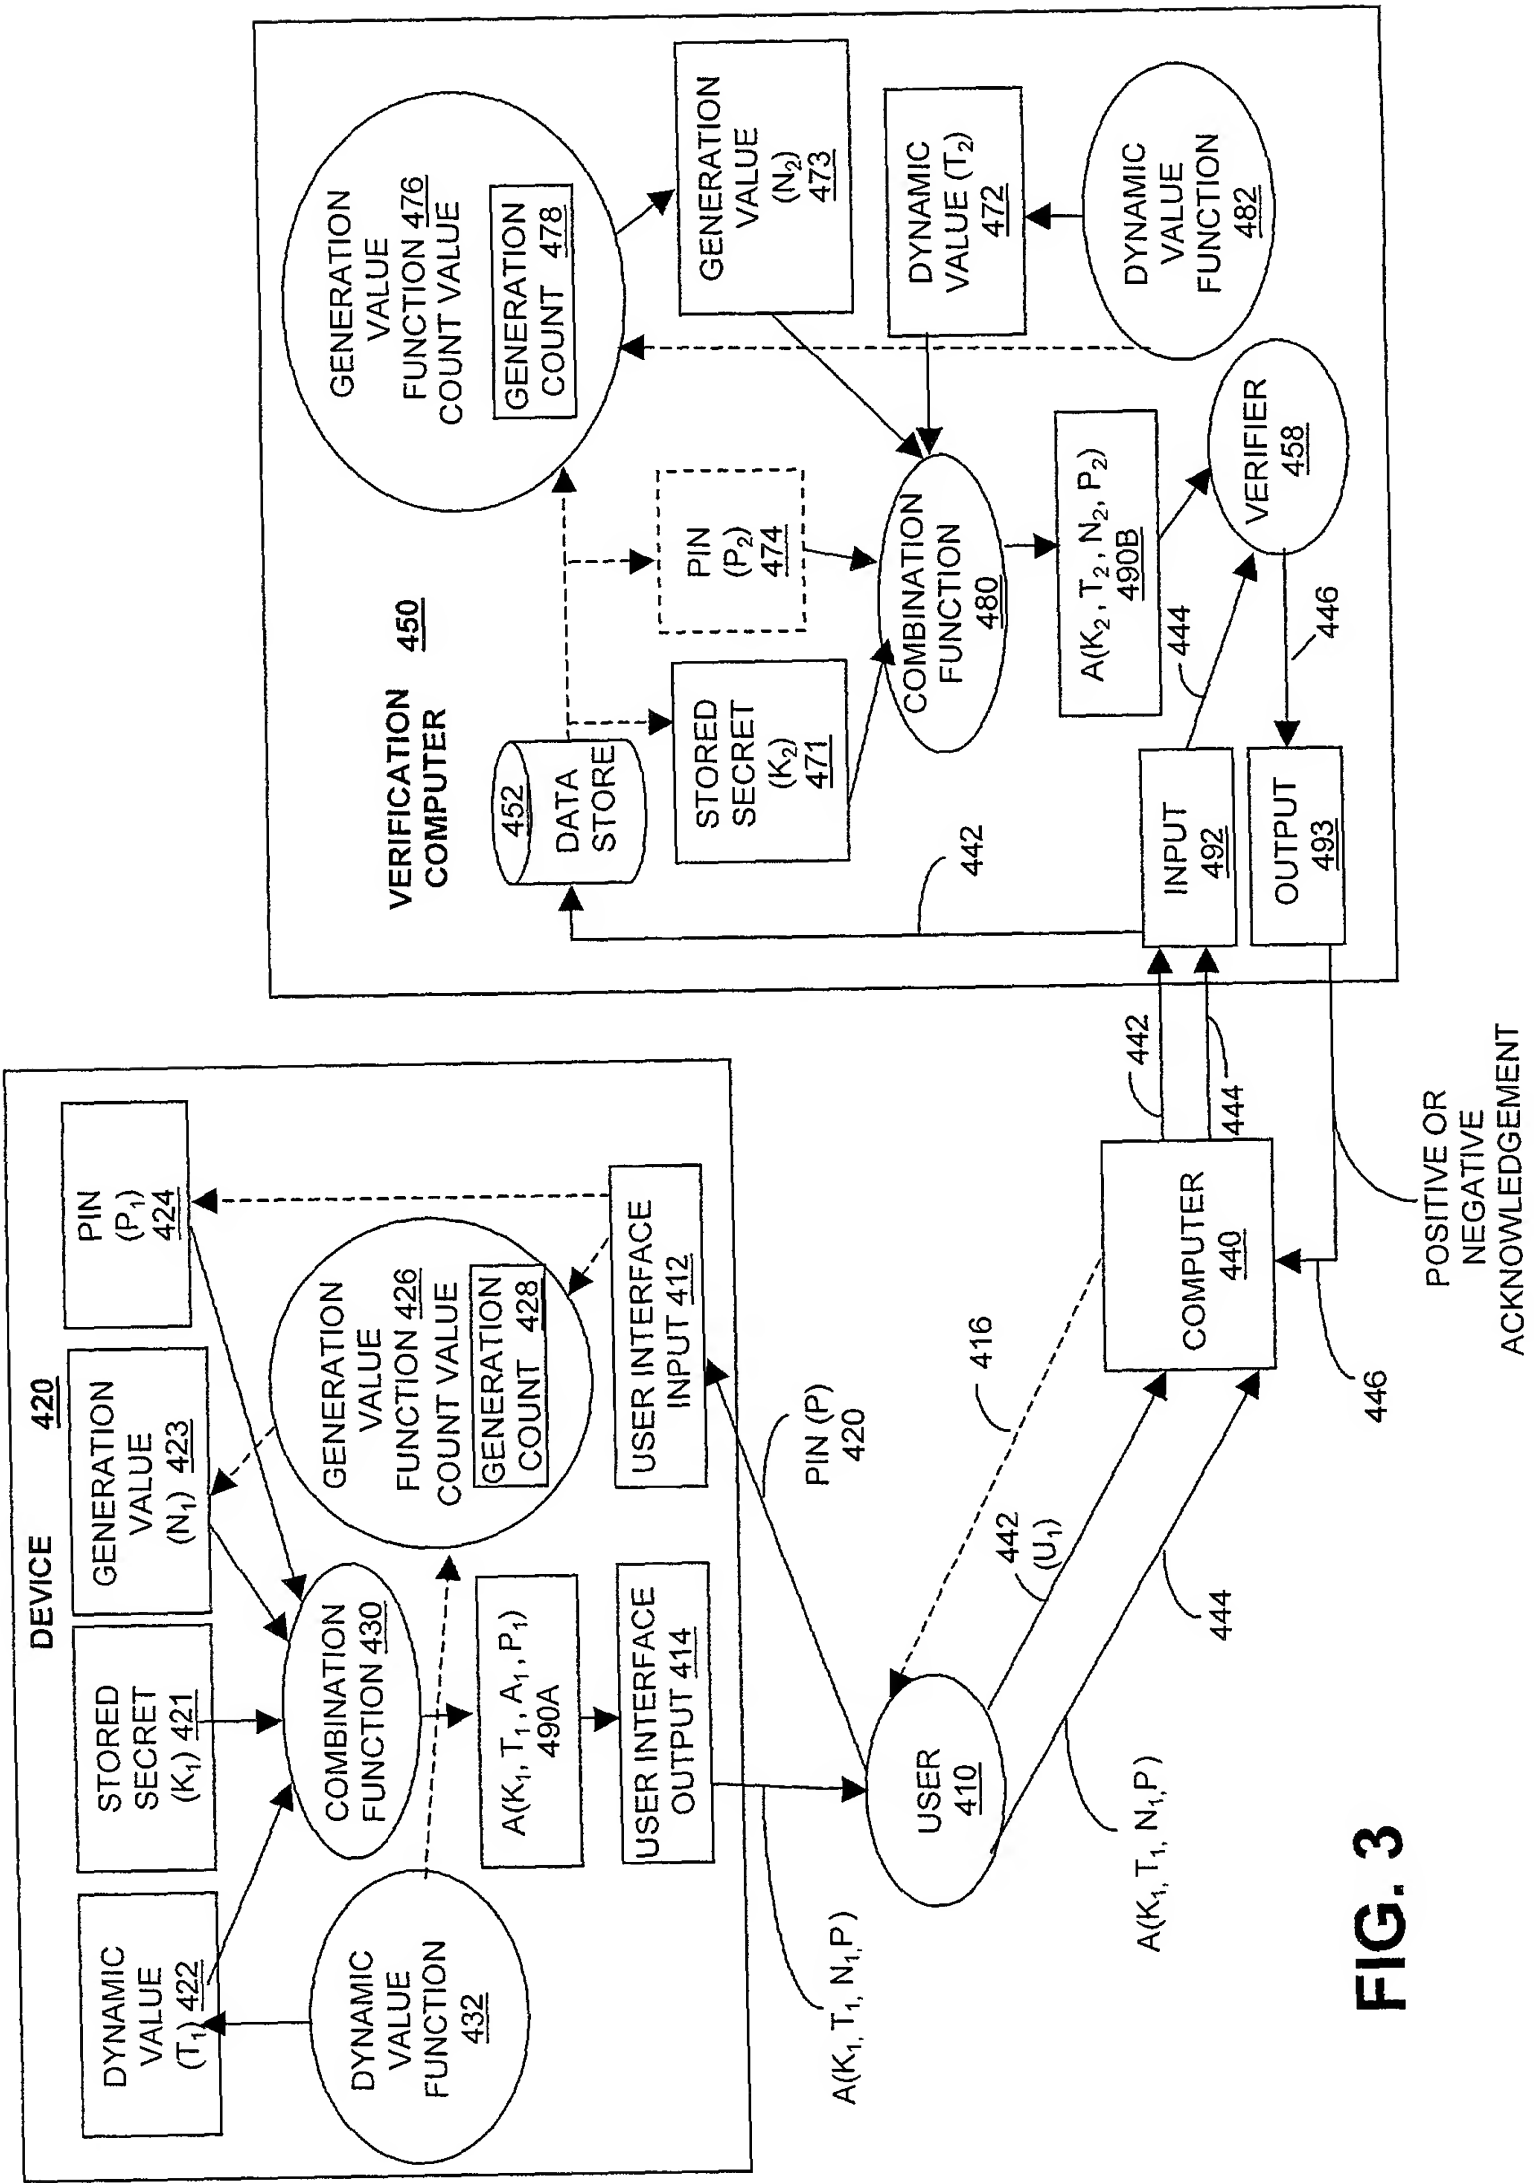 DEVICE 420
DYNAMIC
VALUE
(T1) 422
STORED
SECRET
(K1) 421
GENERATION
VALUE
(N1) 423
PIN
(P1)
424
COMBINATION
FUNCTION 430
DYNAMIC
VALUE
FUNCTION
432
GENERATION
VALUE
FUNCTION 426
COUNT VALUE
GENERATION
COUNT 428
A(K1, T1, A1, P1)
490A
USER INTERFACE
OUTPUT 414
USER INTERFACE
INPUT 412
A(K1, T1, N1,P)
PIN (P)
420
USER
410
416
442
(U1)
444
A(K1, T1, N1,P)
COMPUTER
440
442
444
446
POSITIVE OR
NEGATIVE
ACKNOWLEDGEMENT
VERIFICATION
COMPUTER 450
452
DATA
STORE
GENERATION
VALUE
FUNCTION 476
COUNT VALUE
GENERATION
COUNT 478
STORED
SECRET
(K2)
471
PIN
(P2)
474
GENERATION
VALUE
(N2)
473
DYNAMIC
VALUE (T2)
472
COMBINATION
FUNCTION
480
DYNAMIC
VALUE
FUNCTION
482
A(K2, T2, N2, P2)
490B
442
444
VERIFIER
458
446
INPUT
492
OUTPUT
493
FIG. 3